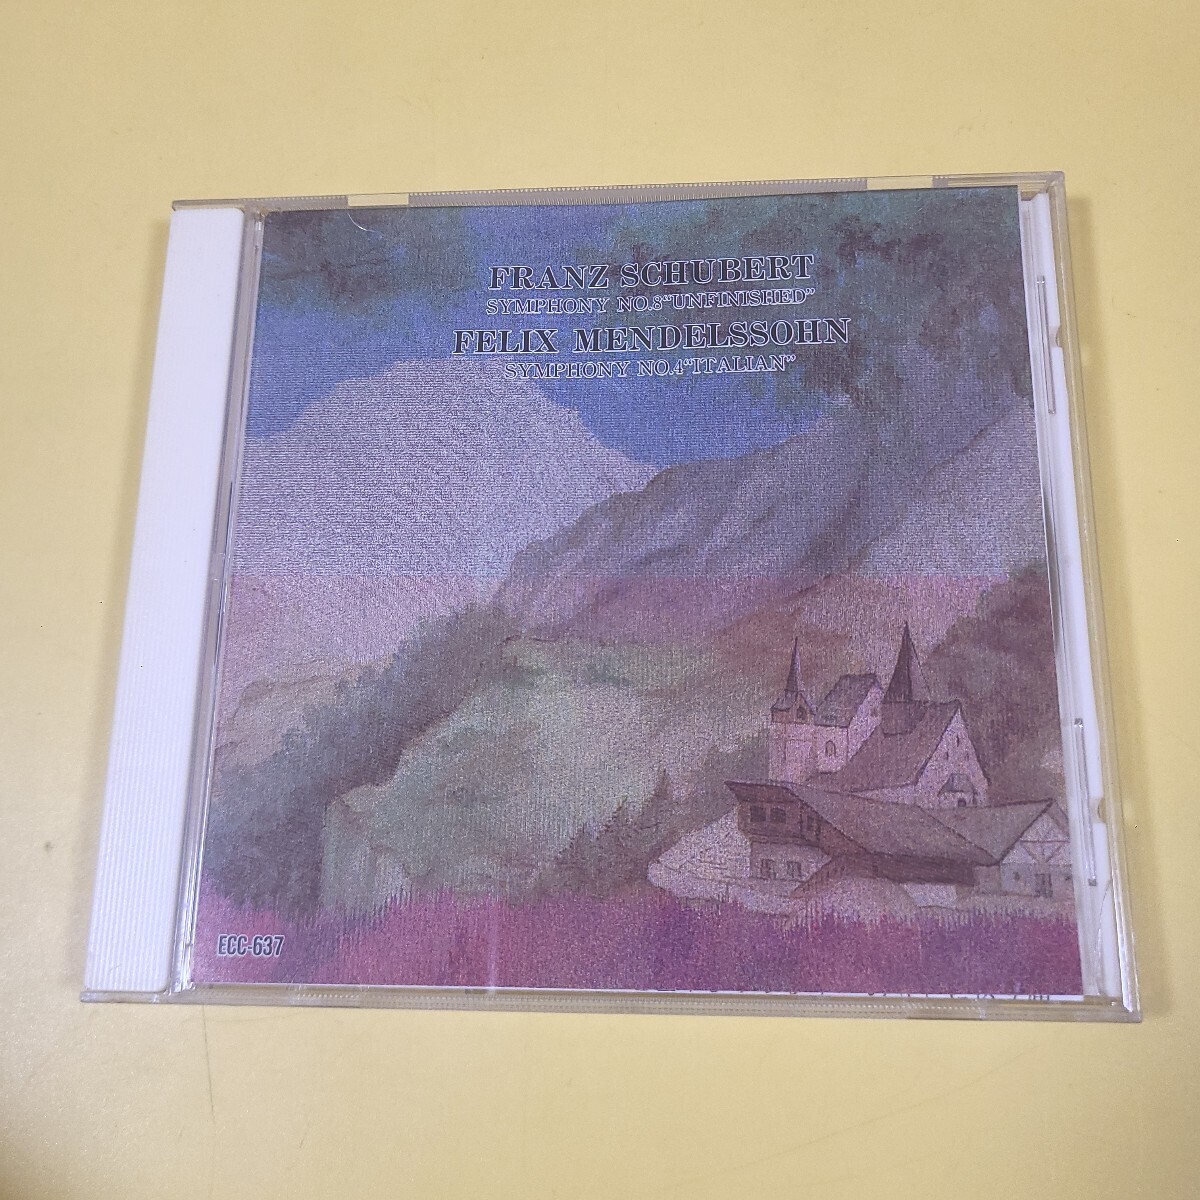 FRANZ SCHUBERT
SYMPHONY NO.8“UNFINISHED”
FELIX MENDELSSOHN
SYMPHONY NO.4“ITALIAN”
ECC-637